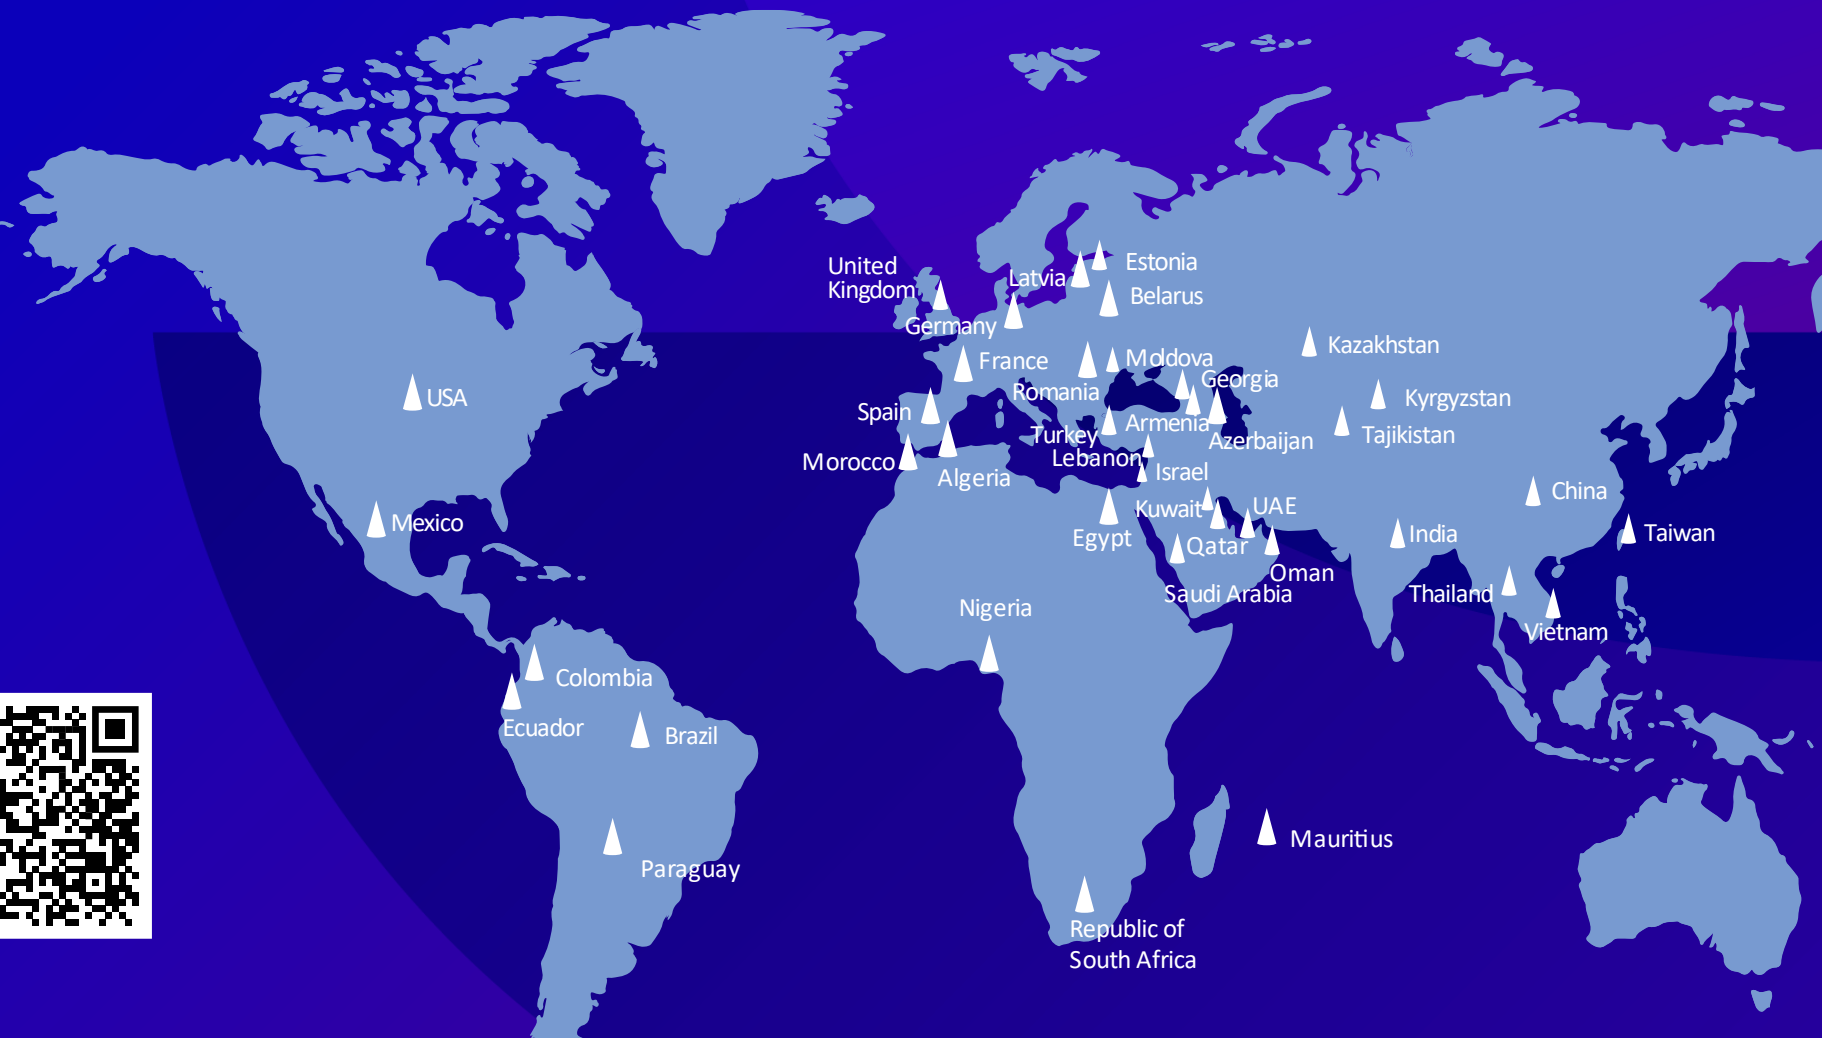 United
Kingdom
Latvia
Estonia
Belarus
Germany
France
Moldova
Romania
Georgia
Kazakhstan
USA
Spain
Turkey
Armenia
Azerbaijan
Kyrgyzstan
Tajikistan
Morocco
Algeria
Lebanon
Israel
China
Mexico
Kuwait
UAE
Egypt
Qatar
India
Taiwan
Oman
Saudi Arabia
Thailand
Nigeria
Vietnam
Colombia
Ecuador
Brazil
Mauritius
Paraguay
Republic of
South Africa